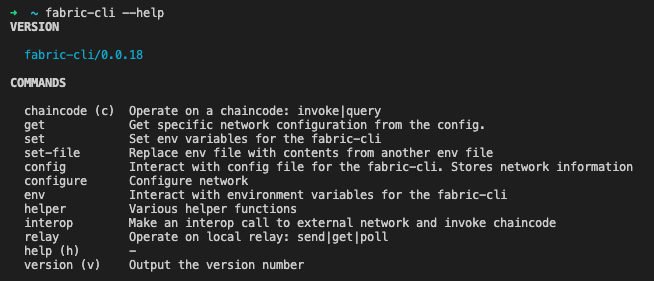 ➜ ~ fabric-cli --help
VERSION
fabric-cli/0.0.18
COMMANDS
chaincode (c) Operate on a chaincode: invoke|query
get Get specific network configuration from the config.
set Set env variables for the fabric-cli
set-file Replace env file with contents from another env file
config Interact with config file for the fabric-cli. Stores network information
configure Configure network
env Interact with environment variables for the fabric-cli
helper Various helper functions
interop Make an interop call to external network and invoke chaincode
relay Operate on local relay: send|get|poll
help (h) -
version (v) Output the version number